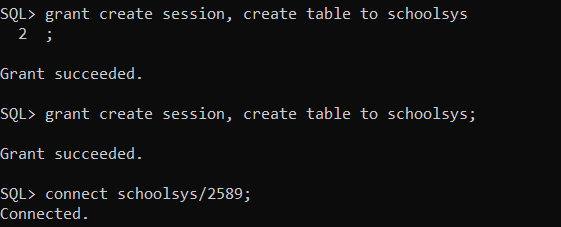 SQL> grant create session, create table to schoolsys
  2  ;
Grant succeeded.
SQL> grant create session, create table to schoolsys;
Grant succeeded.
SQL> connect schoolsys/2589;
Connected.